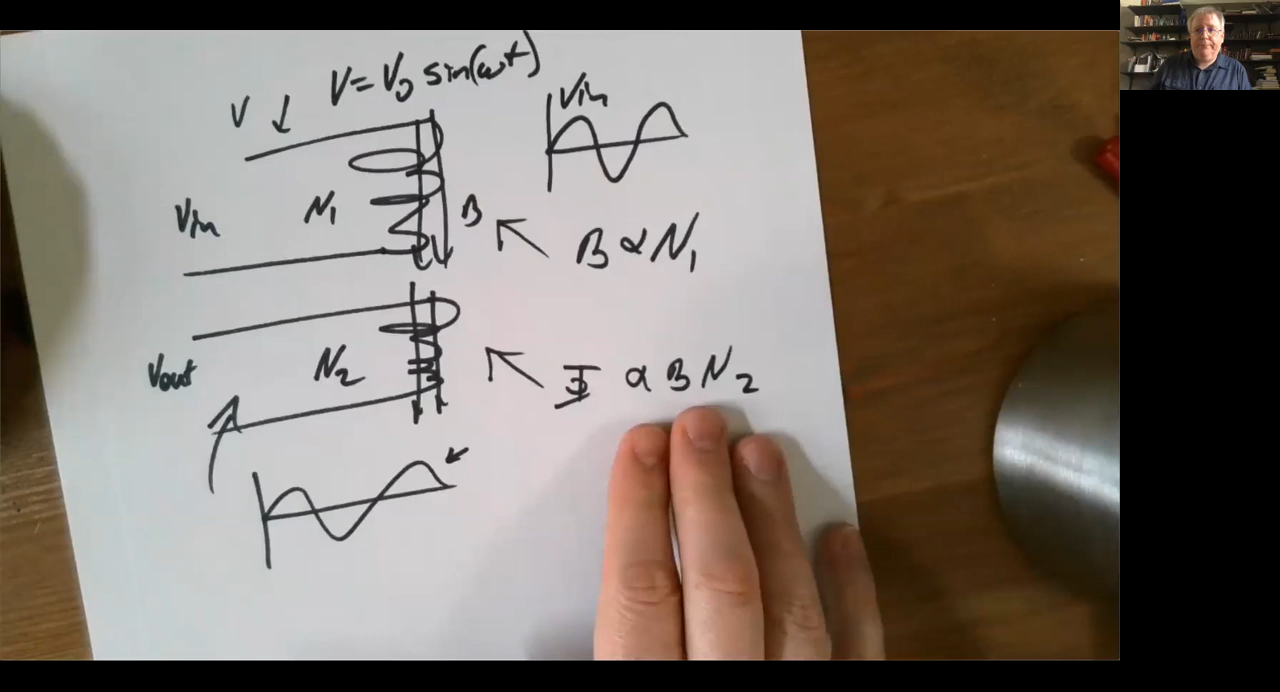 V = V₀ sin(ωt)
V ↓
Vin
N₁
B
Vin
B ∝ N₁
Vout
N₂
Φ ∝ B N₂